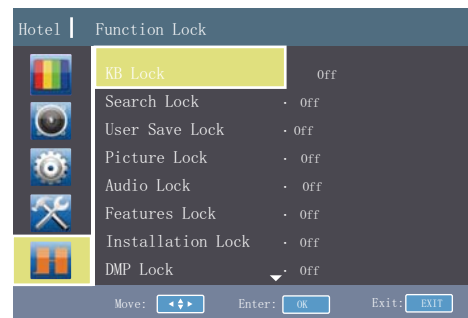 Hotel Function Lock
KB Lock Off
Search Lock · Off
User Save Lock · Off
Picture Lock · Off
Audio Lock · Off
Features Lock · Off
Installation Lock · Off
DMP Lock · Off
Move: Enter: OK Exit: EXIT